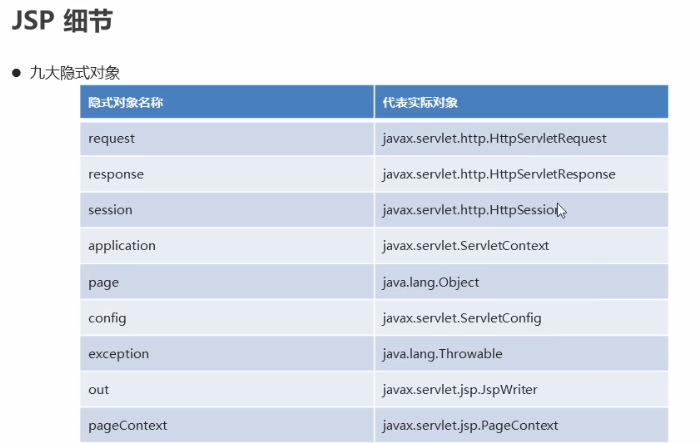 JSP 细节
● 九大隐式对象
隐式对象名称 代表实际对象
request javax.servlet.http.HttpServletRequest
response javax.servlet.http.HttpServletResponse
session javax.servlet.http.HttpSession
application javax.servlet.ServletContext
page java.lang.Object
config javax.servlet.ServletConfig
exception java.lang.Throwable
out javax.servlet.jsp.JspWriter
pageContext javax.servlet.jsp.PageContext